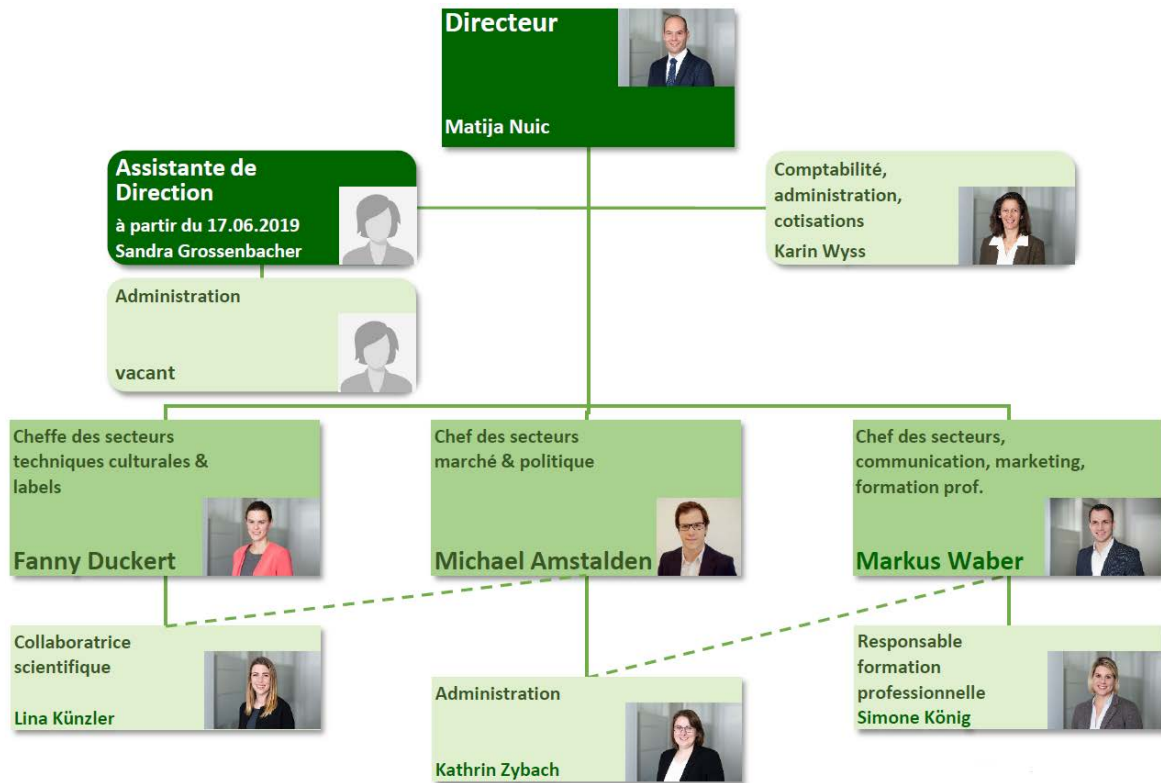 Directeur
Matija Nuic
Assistante de
Direction
à partir du 17.06.2019
Sandra Grossenbacher
Comptabilité,
administration,
cotisations
Karin Wyss
Administration
vacant
Cheffe des secteurs
techniques culturales &
labels
Fanny Duckert
Chef des secteurs
marché & politique
Michael Amstalden
Chef des secteurs,
communication, marketing,
formation prof.
Markus Waber
Collaboratrice
scientifique
Lina Künzler
Administration
Kathrin Zybach
Responsable
formation
professionnelle
Simone König